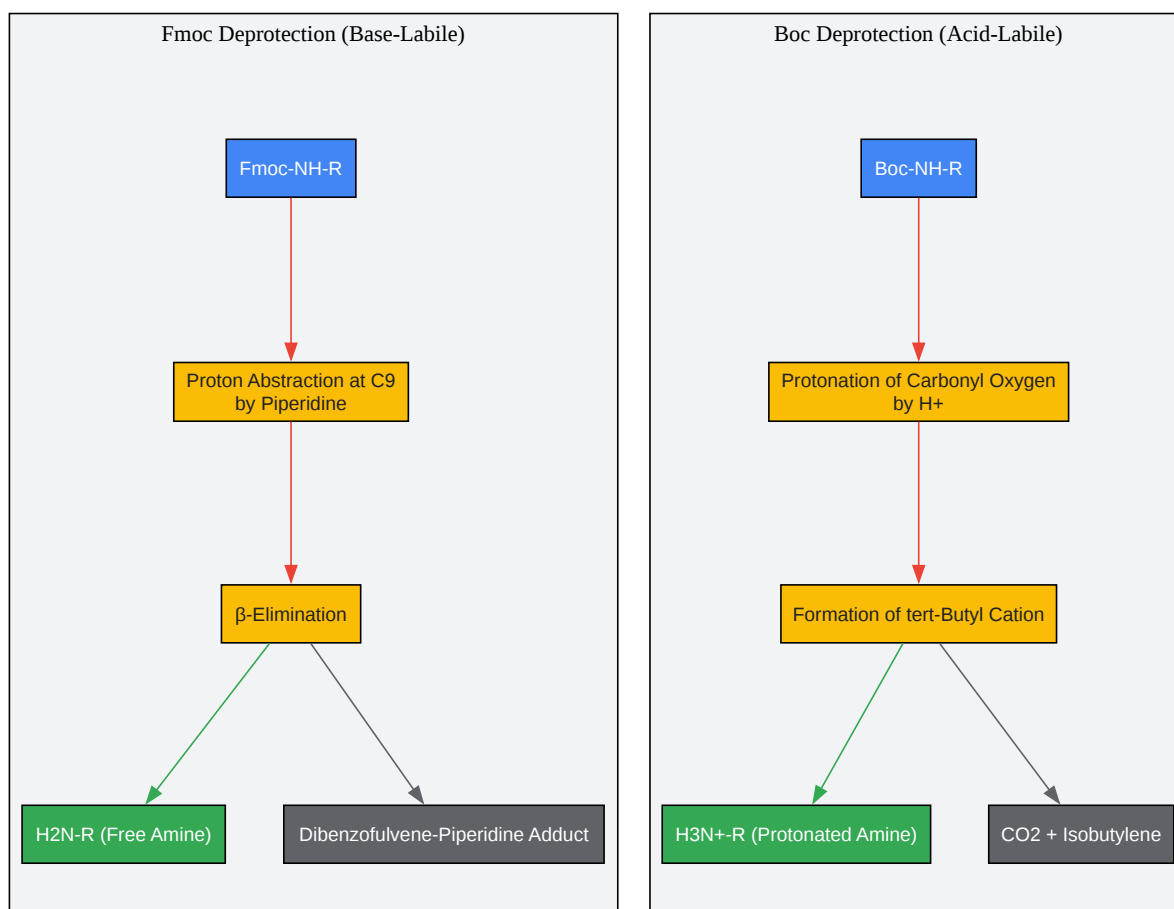 Fmoc Deprotection (Base-Labile)
Fmoc-NH-R
Proton Abstraction at C9
by Piperidine
β-Elimination
H2N-R (Free Amine)
Dibenzofulvene-Piperidine Adduct
Boc Deprotection (Acid-Labile)
Boc-NH-R
Protonation of Carbonyl Oxygen
by H+
Formation of tert-Butyl Cation
H3N+-R (Protonated Amine)
CO2 + Isobutylene